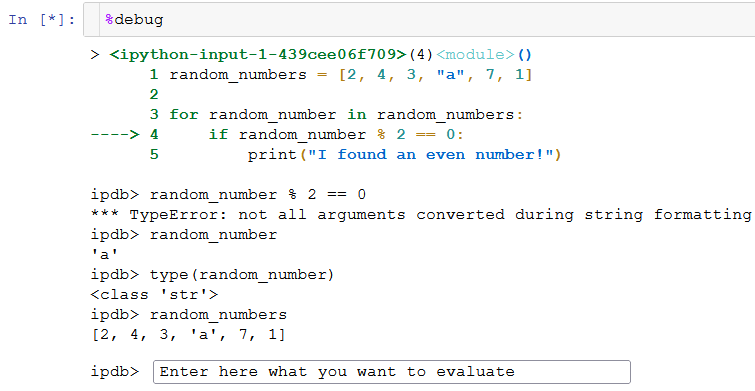 In [*]: %debug
> <ipython-input-1-439cee06f709>(4)<module>()
      1 random_numbers = [2, 4, 3, "a", 7, 1]
      2
      3 for random_number in random_numbers:
----> 4     if random_number % 2 == 0:
      5         print("I found an even number!")
ipdb> random_number % 2 == 0
*** TypeError: not all arguments converted during string formatting
ipdb> random_number
'a'
ipdb> type(random_number)
<class 'str'>
ipdb> random_numbers
[2, 4, 3, 'a', 7, 1]
ipdb> Enter here what you want to evaluate